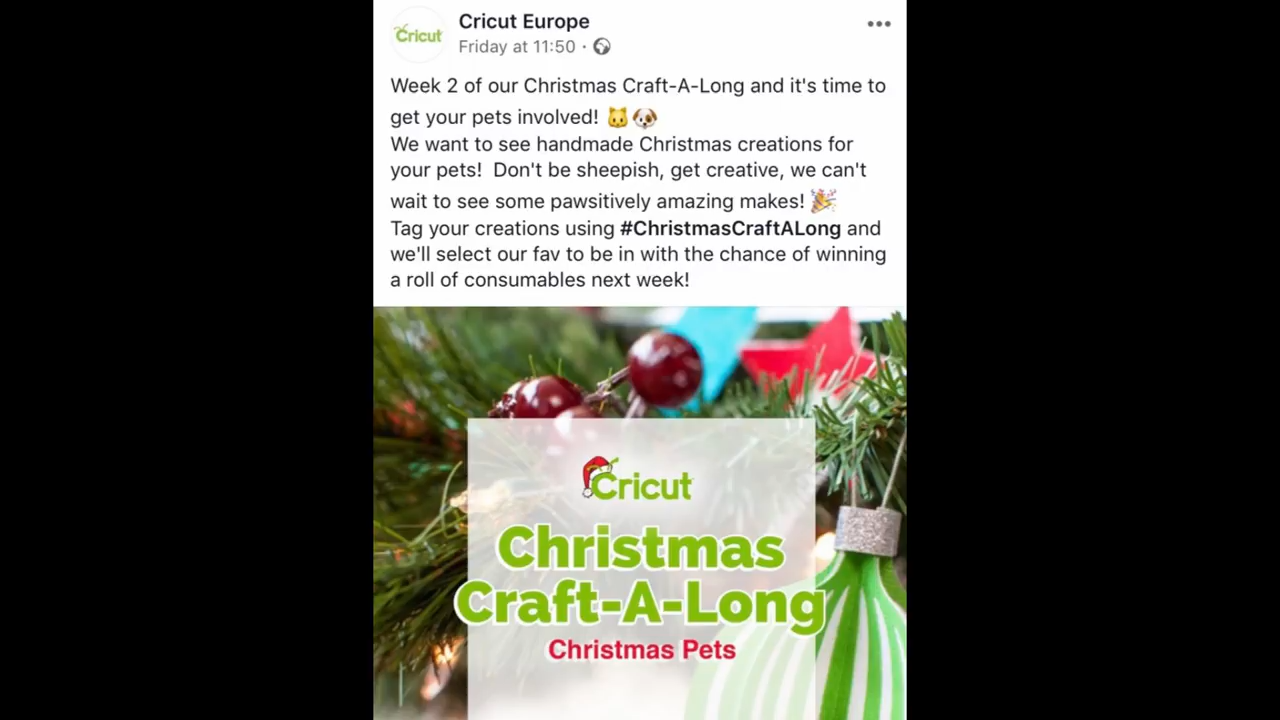 Cricut
Cricut Europe
Friday at 11:50 ·
Week 2 of our Christmas Craft-A-Long and it's time to
get your pets involved! 🐱🐶
We want to see handmade Christmas creations for
your pets!  Don't be sheepish, get creative, we can't
wait to see some pawsitively amazing makes! 🎉
Tag your creations using #ChristmasCraftALong and
we'll select our fav to be in with the chance of winning
a roll of consumables next week!
Cricut
Christmas
Craft-A-Long
Christmas Pets